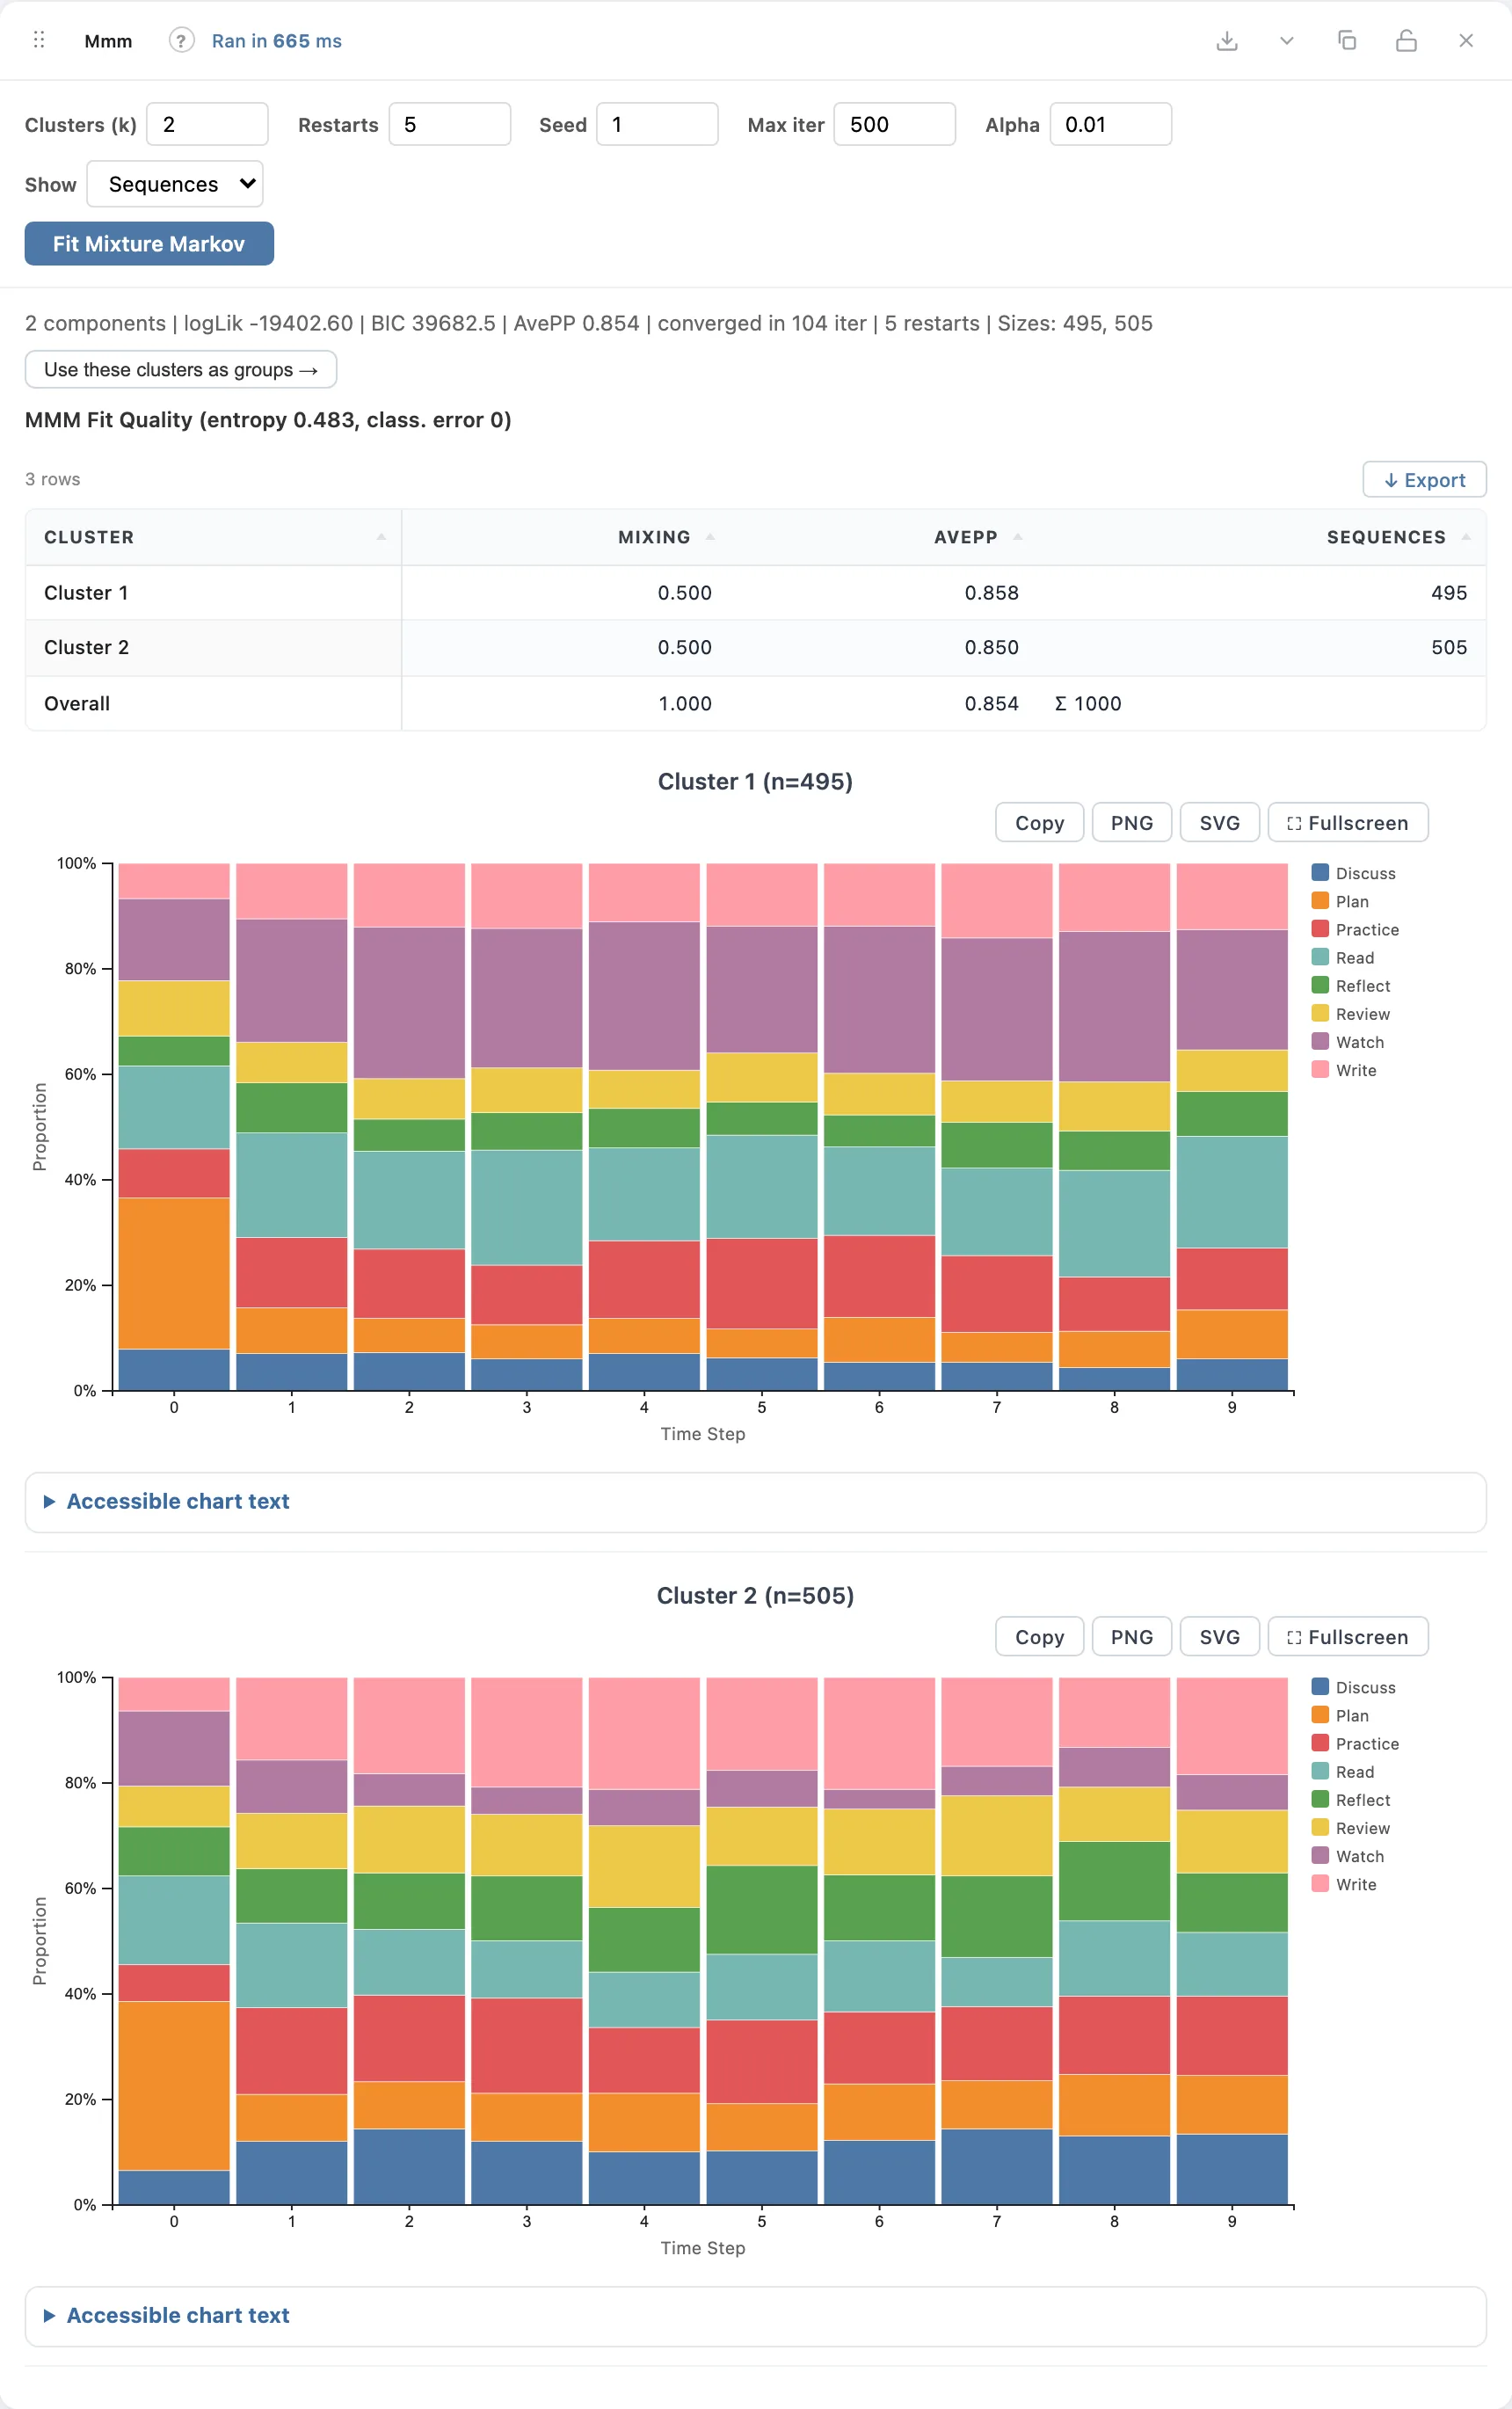 Mmm ? Ran in 665 ms
Clusters (k) 2 Restarts 5 Seed 1 Max iter 500 Alpha 0.01
Show Sequences
Fit Mixture Markov
2 components | logLik -19402.60 | BIC 39682.5 | AvePP 0.854 | converged in 104 iter | 5 restarts | Sizes: 495, 505
Use these clusters as groups →
MMM Fit Quality (entropy 0.483, class. error 0)
3 rows
↓ Export
CLUSTER MIXING AVEPP SEQUENCES
Cluster 1 0.500 0.858 495
Cluster 2 0.500 0.850 505
Overall 1.000 0.854 Σ 1000
Cluster 1 (n=495)
Copy PNG SVG Fullscreen
100%
80%
60%
40%
20%
0%
Proportion
0 1 2 3 4 5 6 7 8 9
Time Step
Discuss
Plan
Practice
Read
Reflect
Review
Watch
Write
Accessible chart text
Cluster 2 (n=505)
Copy PNG SVG Fullscreen
100%
80%
60%
40%
20%
0%
Proportion
0 1 2 3 4 5 6 7 8 9
Time Step
Discuss
Plan
Practice
Read
Reflect
Review
Watch
Write
Accessible chart text